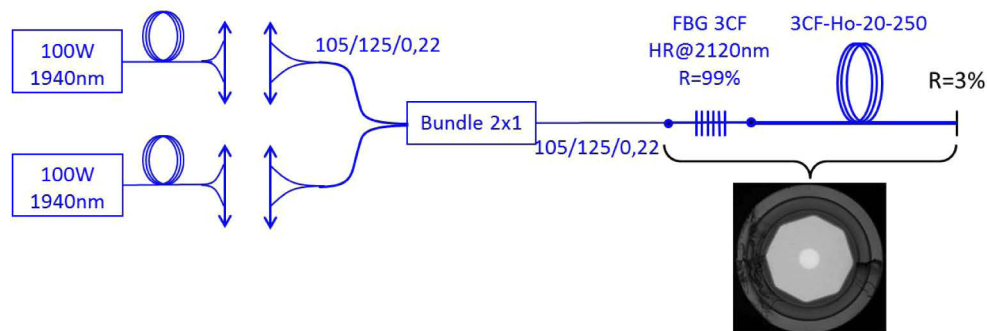 100W
1940nm
100W
1940nm
105/125/0,22
Bundle 2x1
105/125/0,22
FBG 3CF
HR@2120nm
R=99%
3CF-Ho-20-250
R=3%